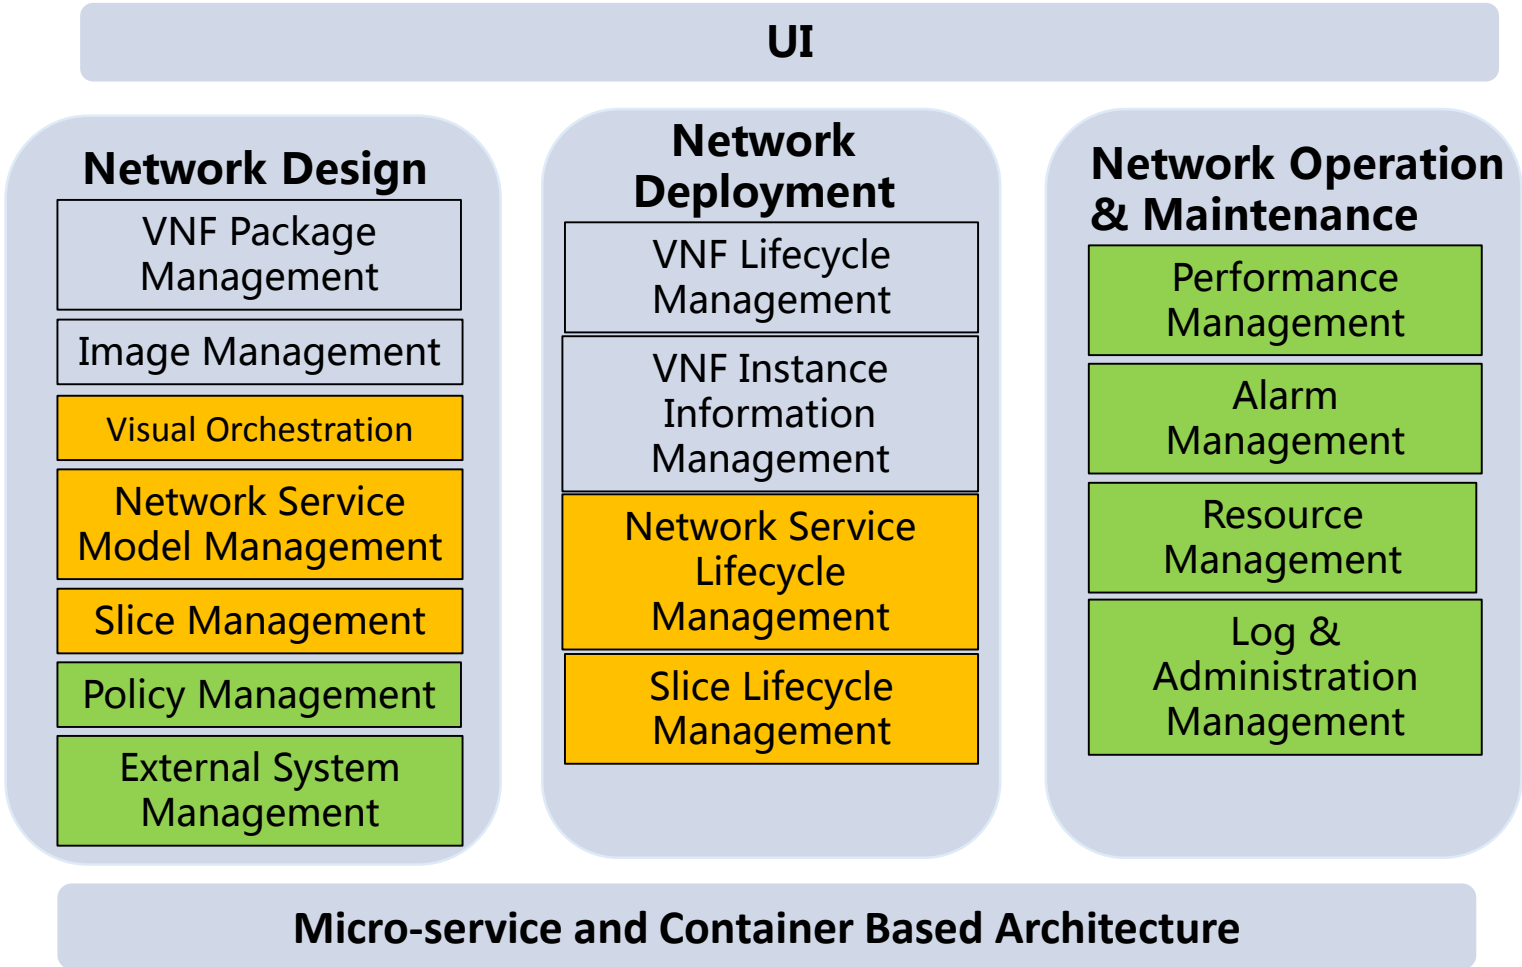 UI
Network Design
VNF Package
Management
Image Management
Visual Orchestration
Network Service
Model Management
Slice Management
Policy Management
External System
Management
Network
Deployment
VNF Lifecycle
Management
VNF Instance
Information
Management
Network Service
Lifecycle
Management
Slice Lifecycle
Management
Network Operation
& Maintenance
Performance
Management
Alarm
Management
Resource
Management
Log &
Administration
Management
Micro-service and Container Based Architecture